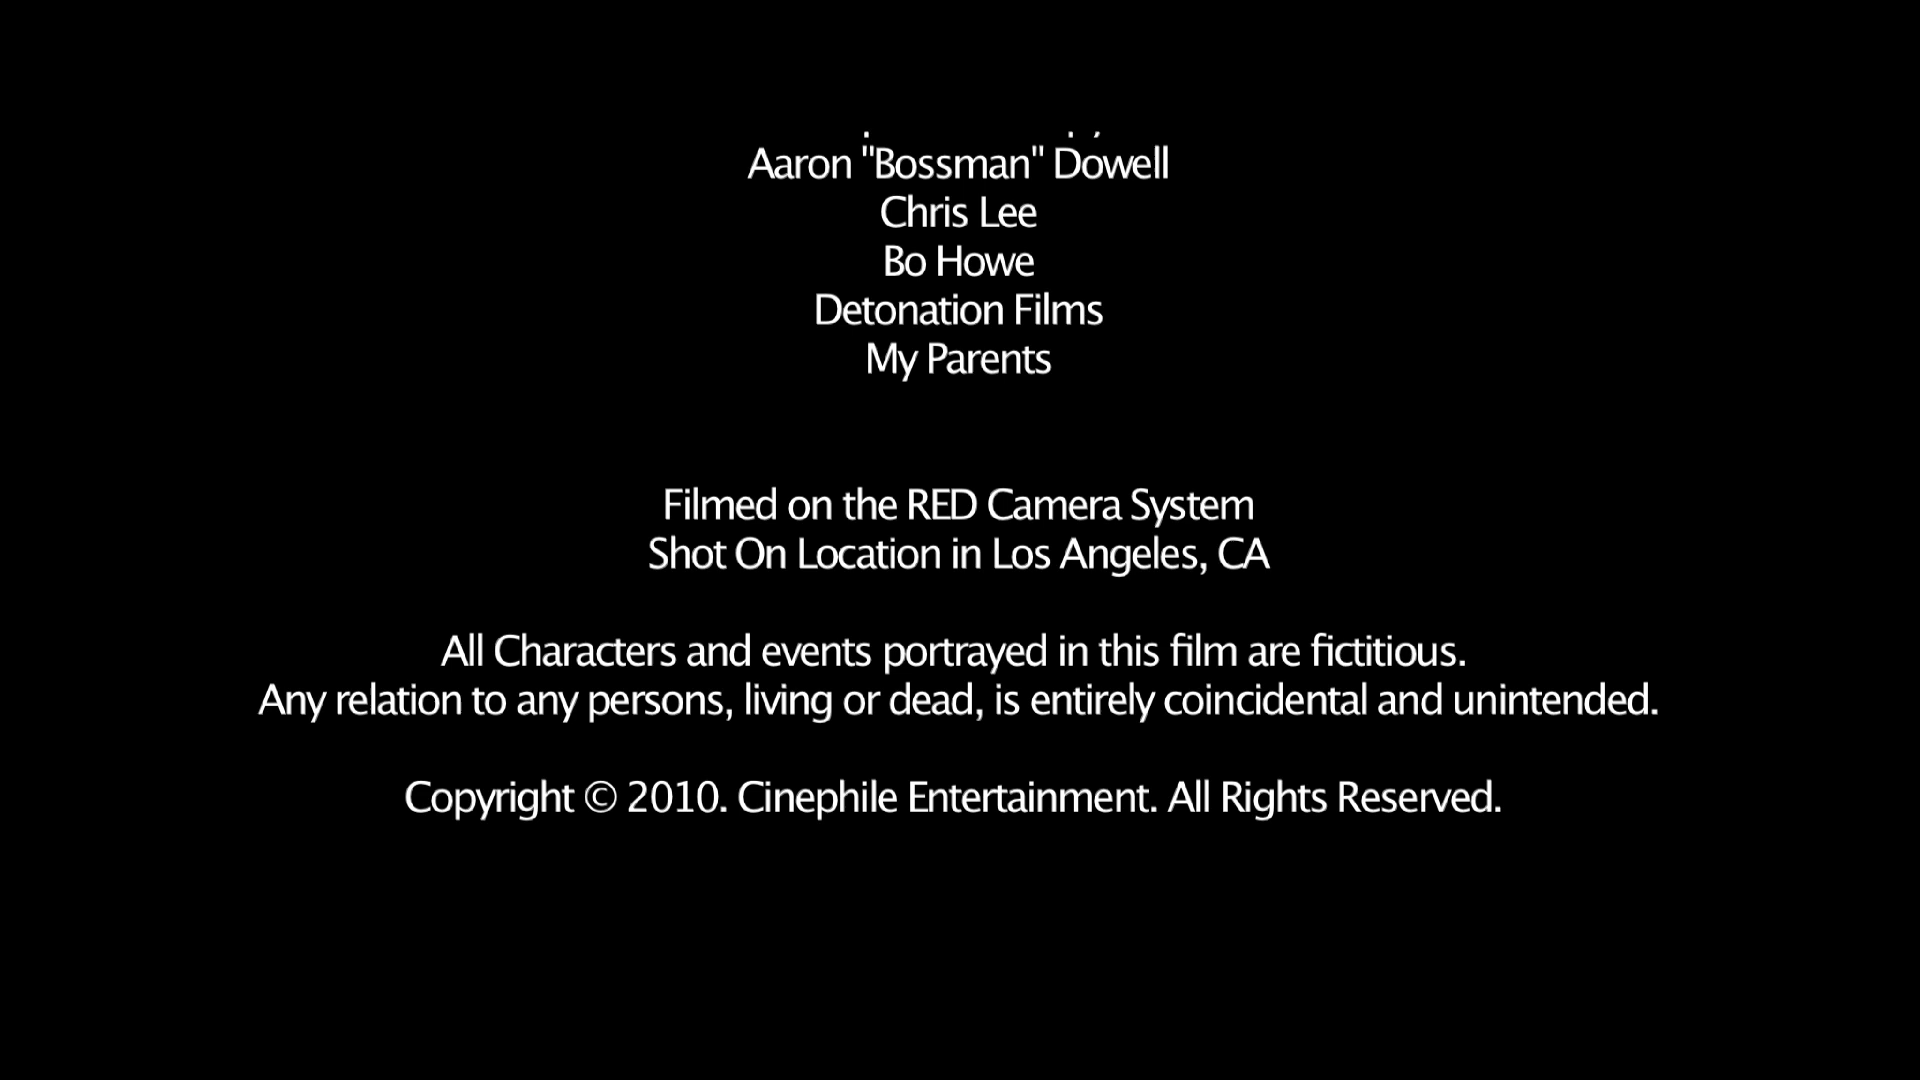 Aaron "Bossman" Dowell
Chris Lee
Bo Howe
Detonation Films
My Parents
Filmed on the RED Camera System
Shot On Location in Los Angeles, CA
All Characters and events portrayed in this film are fictitious.
Any relation to any persons, living or dead, is entirely coincidental and unintended.
Copyright © 2010. Cinephile Entertainment. All Rights Reserved.